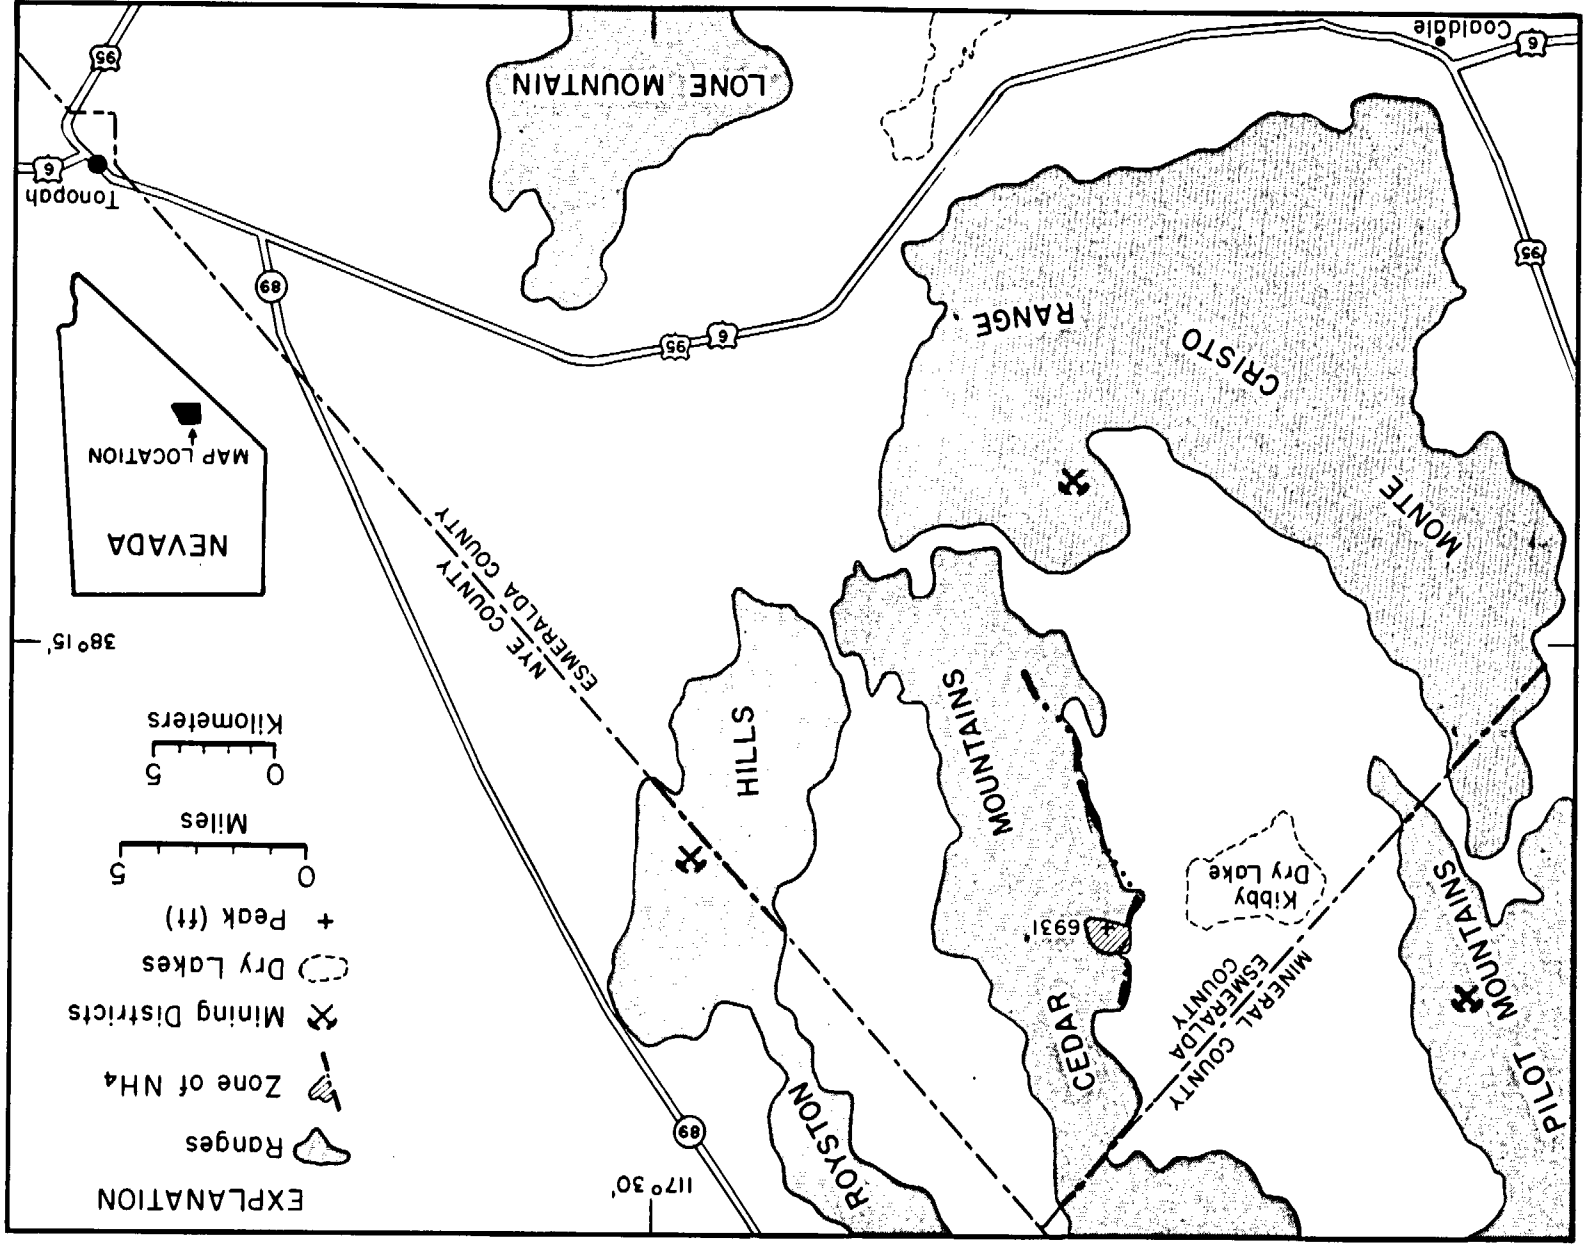 117°30'
EXPLANATION
Ranges
Zone of NH4
Mining Districts
Dry Lakes
Peak (ft)
0 5
Miles
0 5
Kilometers
38°15'
NEVADA
MAP LOCATION
PILOT MOUNTAINS
MINERAL COUNTY
ESMERALDA COUNTY
CEDAR MOUNTAINS
6931'
ROYSTON HILLS
89
Kibby
Dry Lake
NYE COUNTY
ESMERALDA COUNTY
MONTE CRISTO RANGE
95
6
95
89
Tonopah
6
LONE MOUNTAIN
6
Coaldale
95